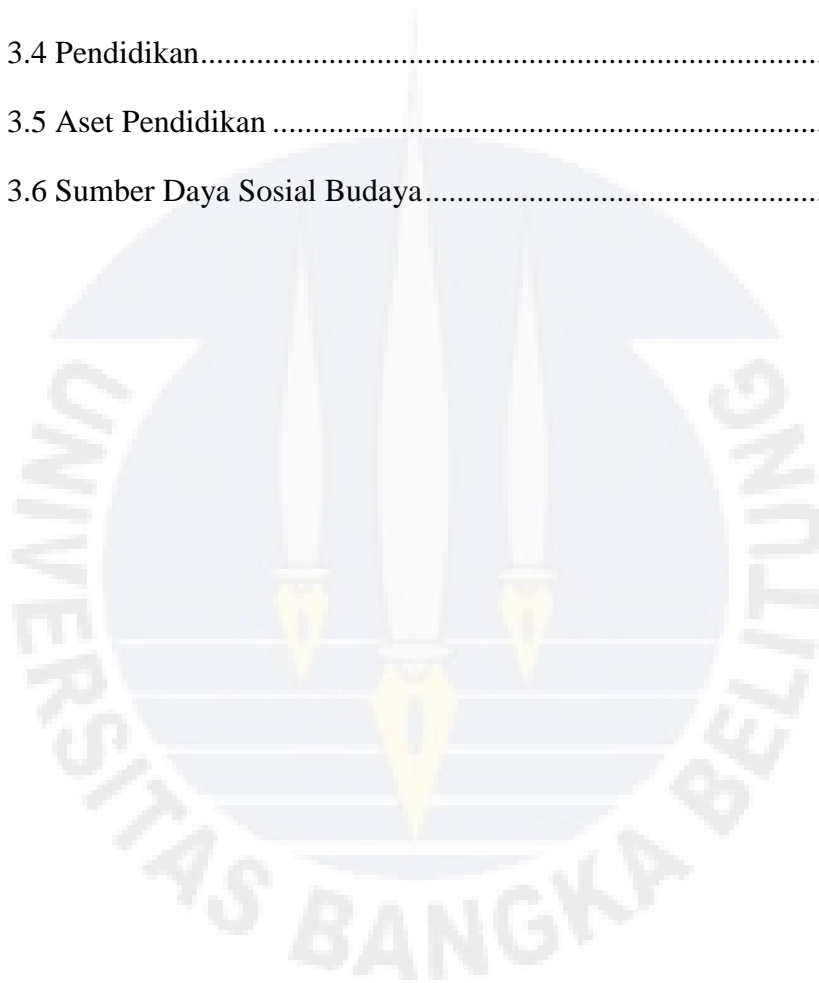 3.4 Pendidikan..........................................................................
3.5 Aset Pendidikan ..................................................................
3.6 Sumber Daya Sosial Budaya...............................................
UNIVERSITAS BANGKA BELITUNG